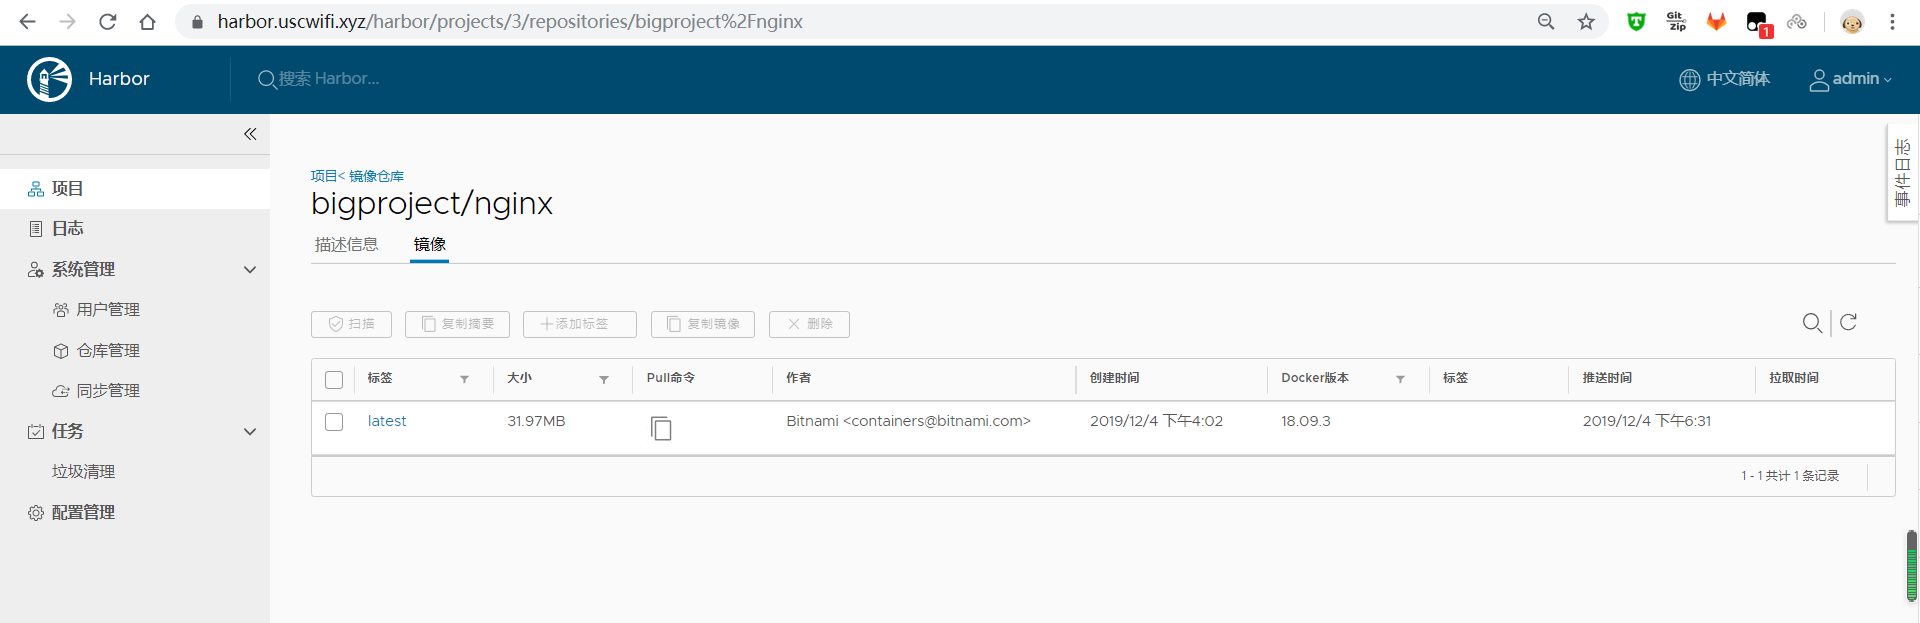 harbor.uscwifi.xyz/harbor/projects/3/repositories/bigproject%2Fnginx
Git Zip
1
Harbor
搜索 Harbor...
中文简体
admin
事件日志
项目
日志
系统管理
用户管理
仓库管理
同步管理
任务
垃圾清理
配置管理
项目< 镜像仓库
bigproject/nginx
描述信息 镜像
扫描 复制摘要 添加标签 复制镜像 删除
标签 大小 Pull命令 作者 创建时间 Docker版本 标签 推送时间 拉取时间
latest 31.97MB Bitnami <containers@bitnami.com> 2019/12/4 下午4:02 18.09.3 2019/12/4 下午6:31
1 - 1 共计 1 条记录